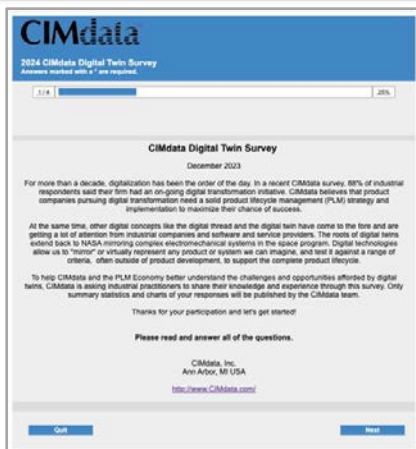 CIMdata
2024 CIMdata Digital Twin Survey
Answers marked with a * are required.
1 / 4
25%
CIMdata Digital Twin Survey
December 2023
For more than a decade, digitalization has been the order of the day. In a recent CIMdata survey, 88% of industrial
respondents said their firm had an on-going digital transformation initiative. CIMdata believes that product
companies pursuing digital transformation need a solid product lifecycle management (PLM) strategy and
implementation to maximize their chance of success.
At the same time, other digital concepts like the digital thread and the digital twin have come to the fore and are
getting a lot of attention from industrial companies and software and service providers. The roots of digital twins
extend back to NASA mirroring complex electromechanical systems in the space program. Digital technologies
allow us to "mirror" or virtually represent any product or system we can imagine, and test it against a range of
criteria, often outside of product development, to support the complete product lifecycle.
To help CIMdata and the PLM Economy better understand the challenges and opportunities afforded by digital
twins, CIMdata is asking industrial practitioners to share their knowledge and experience through this survey. Only
summary statistics and charts of your responses will be published by the CIMdata team.
Thanks for your participation and let's get started!
Please read and answer all of the questions.
CIMdata, Inc.
Ann Arbor, MI USA
http://www.CIMdata.com/
Quit
Next